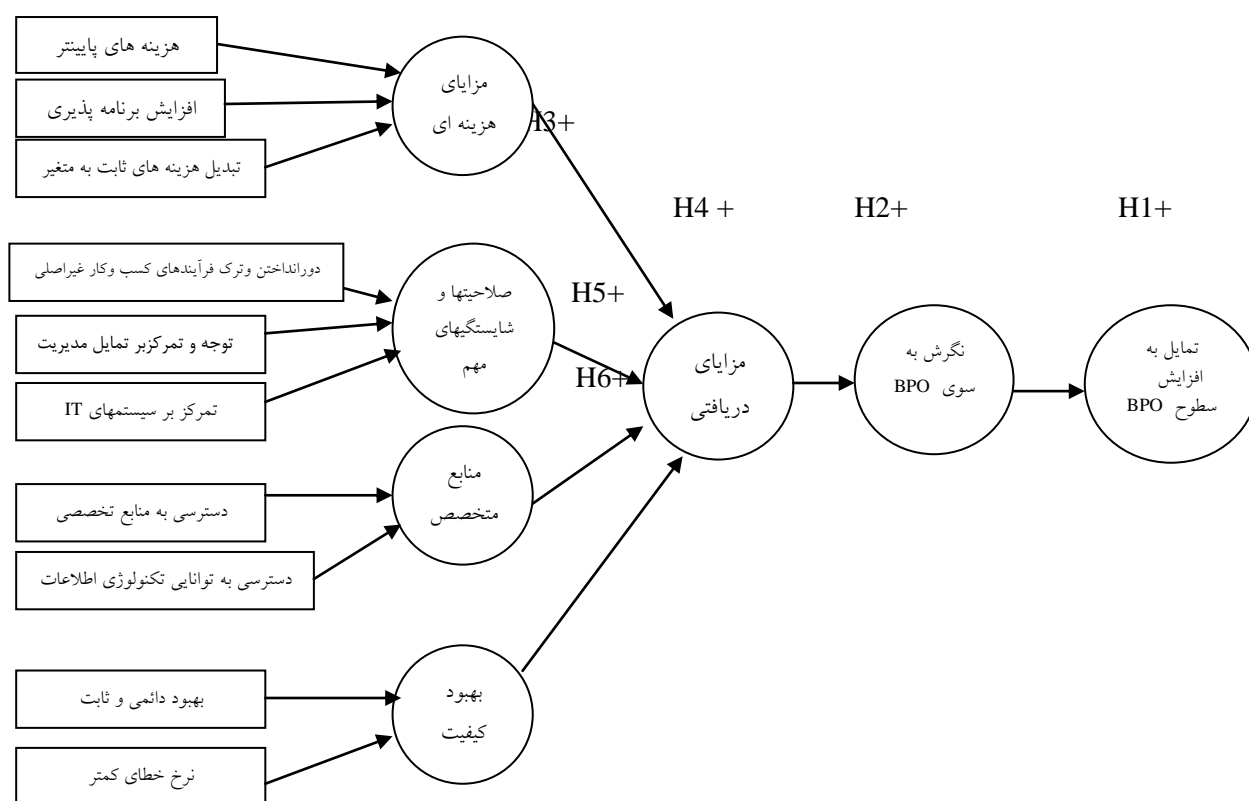 هزینه های پایینتر
افزایش برنامه پذیری
تبدیل هزینه های ثابت به متغیر
مزایای
هزینه ای
H3+
H4 +
H2+
H1+
دورانداختن وترک فرآیندهای کسب وکار غیراصلی
توجه و تمرکزبر تمایل مدیریت
تمرکز بر سیستمهای IT
صلاحیتها و
شایستگیهای
مهم
H5+
H6+
مزایای
دریافتی
نگرش به
سوی BPO
تمایل به
افزایش
سطوح BPO
دسترسی به منابع تخصصی
دسترسی به توانایی تکنولوژی اطلاعات
منابع
متخصص
بهبود دائمی و ثابت
نرخ خطای کمتر
بهبود
کیفیت